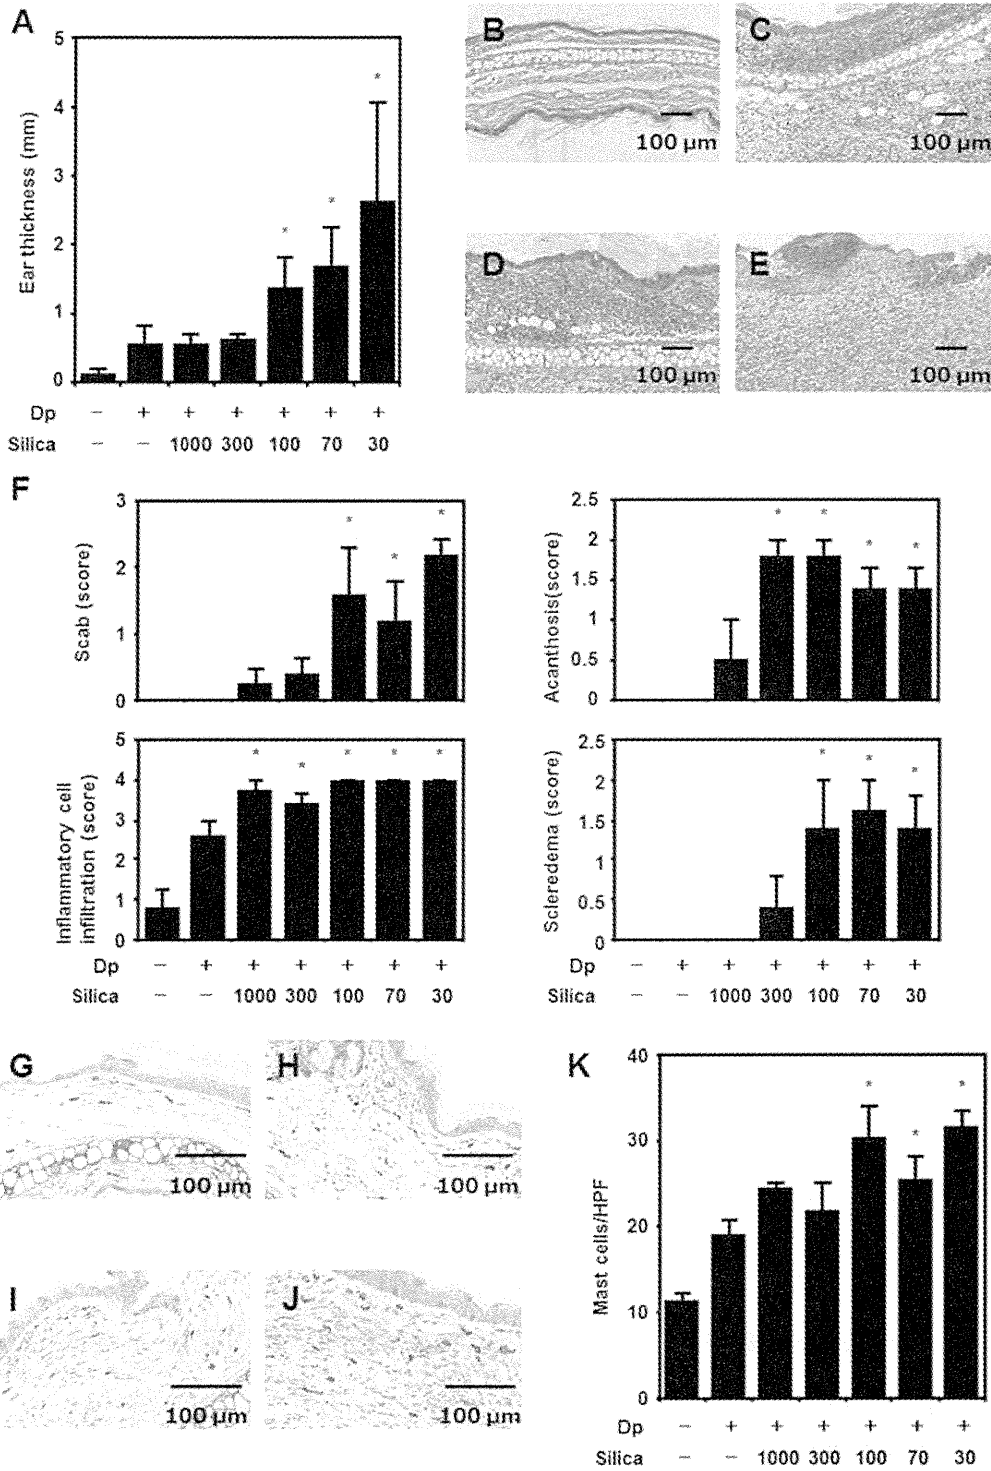 A
5
4
3
2
1
0
Ear thickness (mm)
* * *
Dp − + + + + + +
Silica − − 1000 300 100 70 30
B
100 µm
C
100 µm
D
100 µm
E
100 µm
F
3
2
1
0
Scab (score)
* * *
2.5
2
1.5
1
0.5
0
Acanthosis(score)
* * * *
5
4
3
2
1
0
Inflammatory cell
infiltration (score)
* * * * *
Dp − + + + + + +
Silica − − 1000 300 100 70 30
2.5
2
1.5
1
0.5
0
Scleredema (score)
* * *
Dp − + + + + + +
Silica − − 1000 300 100 70 30
G
100 µm
H
100 µm
I
100 µm
J
100 µm
K
40
30
20
10
0
Mast cells/HPF
* * *
Dp − + + + + + +
Silica − − 1000 300 100 70 30